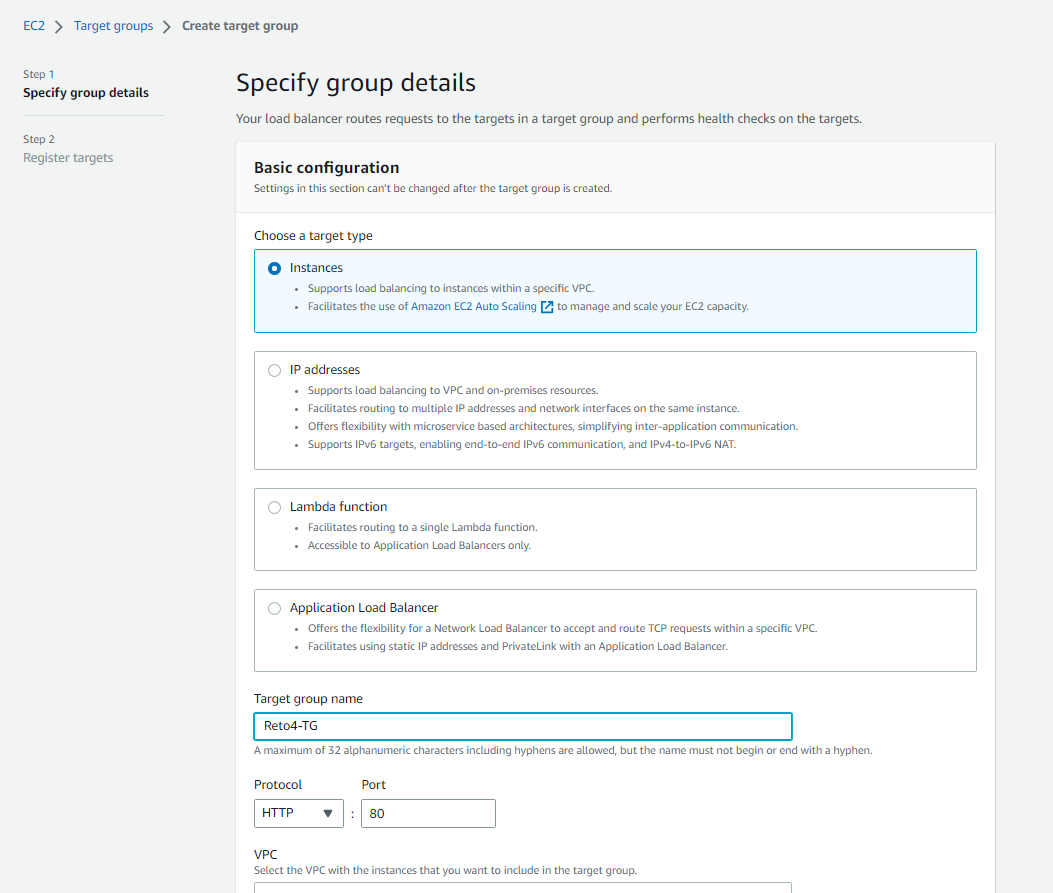 EC2 > Target groups > Create target group
Step 1
Specify group details
Step 2
Register targets
Specify group details
Your load balancer routes requests to the targets in a target group and performs health checks on the targets.
Basic configuration
Settings in this section can't be changed after the target group is created.
Choose a target type
Instances
• Supports load balancing to instances within a specific VPC.
• Facilitates the use of Amazon EC2 Auto Scaling to manage and scale your EC2 capacity.
IP addresses
• Supports load balancing to VPC and on-premises resources.
• Facilitates routing to multiple IP addresses and network interfaces on the same instance.
• Offers flexibility with microservice based architectures, simplifying inter-application communication.
• Supports IPv6 targets, enabling end-to-end IPv6 communication, and IPv4-to-IPv6 NAT.
Lambda function
• Facilitates routing to a single Lambda function.
• Accessible to Application Load Balancers only.
Application Load Balancer
• Offers the flexibility for a Network Load Balancer to accept and route TCP requests within a specific VPC.
• Facilitates using static IP addresses and PrivateLink with an Application Load Balancer.
Target group name
Reto4-TG
A maximum of 32 alphanumeric characters including hyphens are allowed, but the name must not begin or end with a hyphen.
Protocol Port
HTTP : 80
VPC
Select the VPC with the instances that you want to include in the target group.